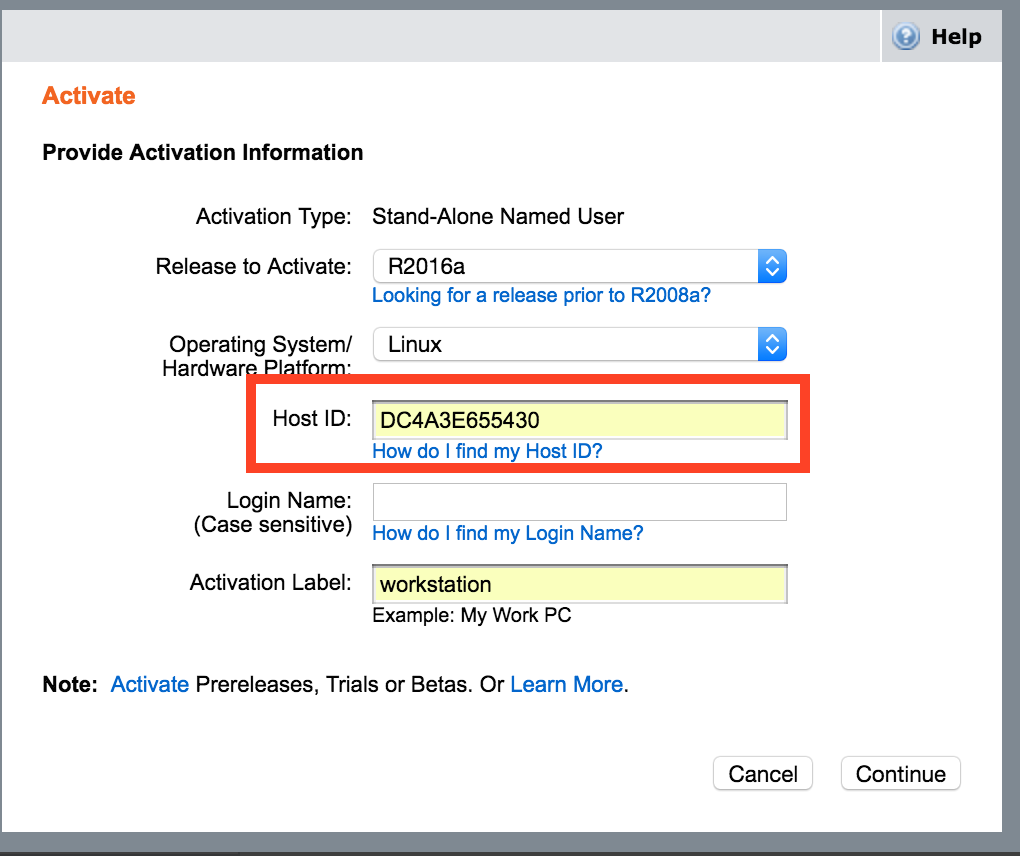 Help
Activate
Provide Activation Information
Activation Type: Stand-Alone Named User
Release to Activate: R2016a
Looking for a release prior to R2008a?
Operating System/ Linux
Hardware Platform:
Host ID: DC4A3E655430
How do I find my Host ID?
Login Name:
(Case sensitive)
How do I find my Login Name?
Activation Label: workstation
Example: My Work PC
Note: Activate Prereleases, Trials or Betas. Or Learn More.
Cancel Continue